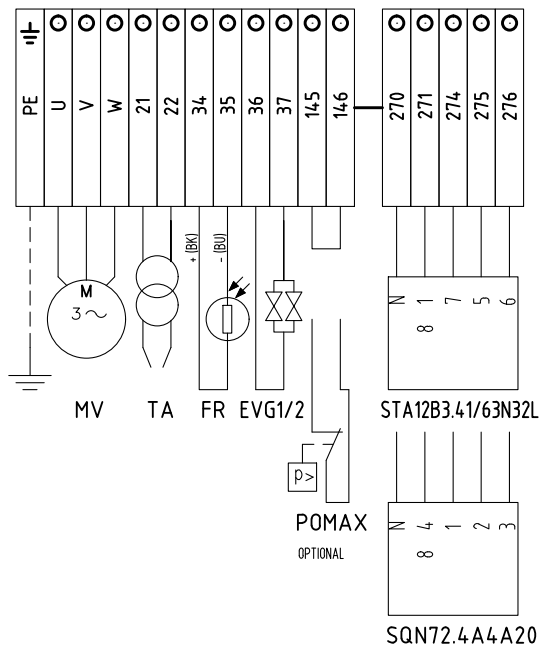 PE U V W 21 22 34 35 36 37 145 146 270 271 274 275 276
+ (BK) - (BU)
M
3~
N 1 7 5 6
8
MV TA FR EVG1/2 STA12B3.41/63N32L
p>
POMAX
OPTIONAL
N 4 1 2 3
8
SQN72.4A4A20